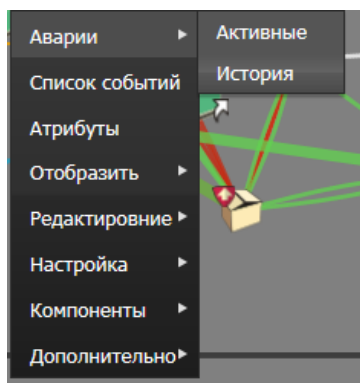 Аварии
Активные
История
Список событий
Атрибуты
Отобразить
Редактировние
Настройка
Компоненты
Дополнительно